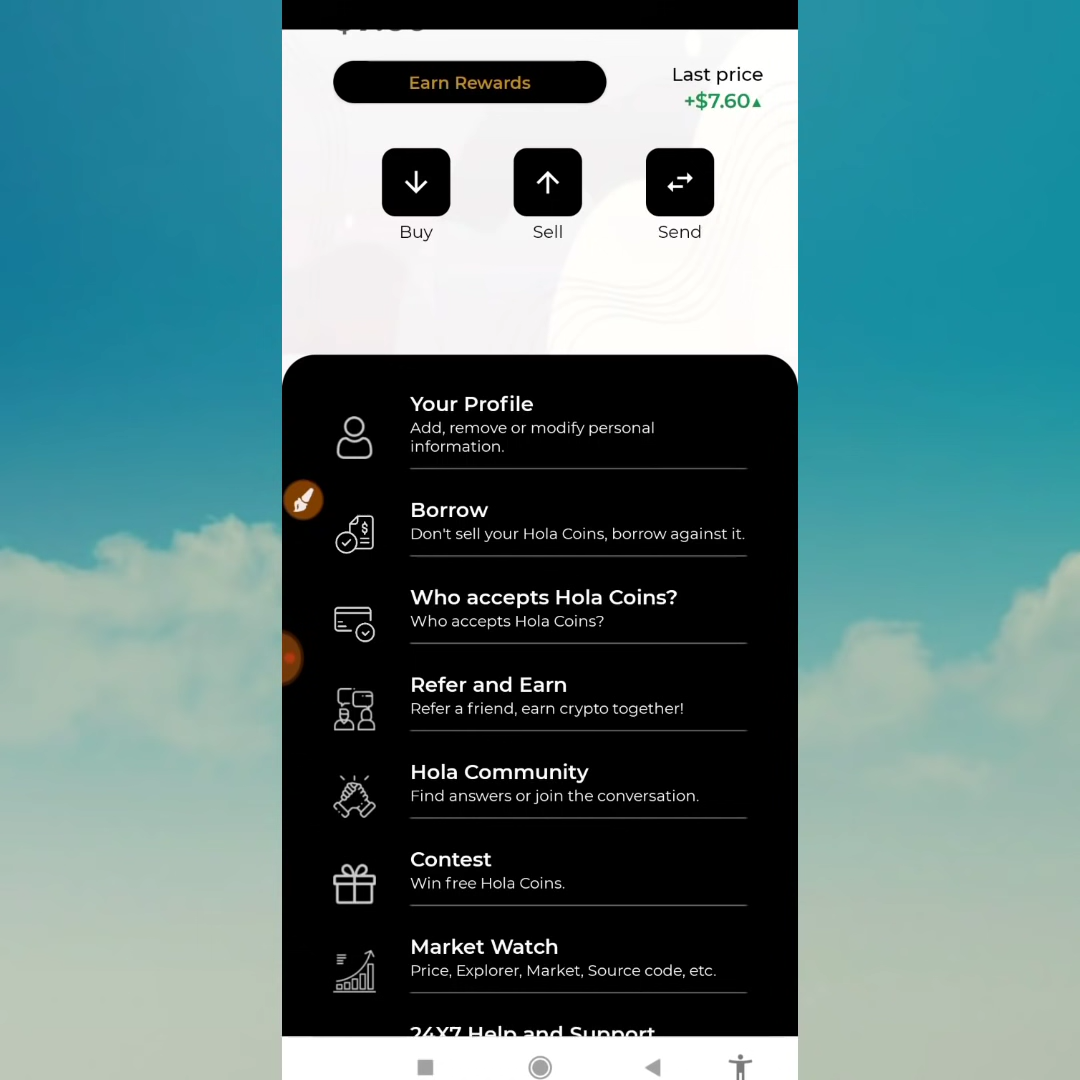 Earn Rewards
Last price
+$7.60▲
Buy
Sell
Send
Your Profile
Add, remove or modify personal
information.
Borrow
Don't sell your Hola Coins, borrow against it.
Who accepts Hola Coins?
Who accepts Hola Coins?
Refer and Earn
Refer a friend, earn crypto together!
Hola Community
Find answers or join the conversation.
Contest
Win free Hola Coins.
Market Watch
Price, Explorer, Market, Source code, etc.
24X7 Help and Support